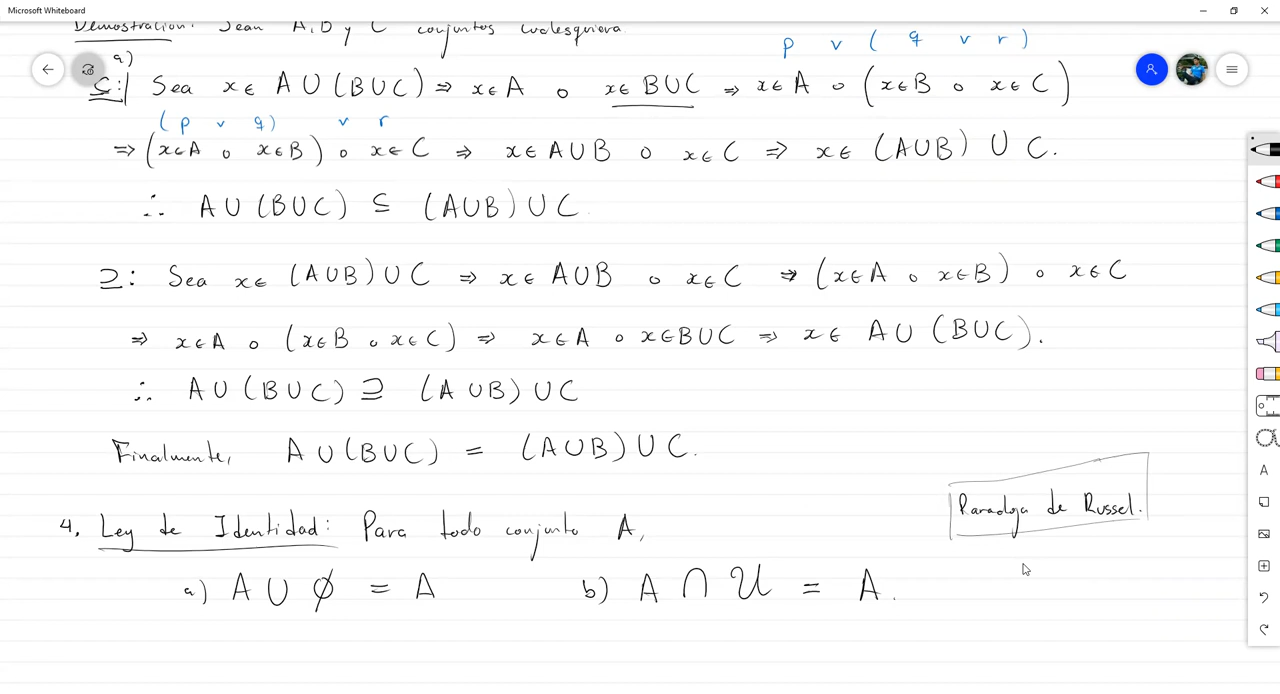 Microsoft Whiteboard
Demostración: Sean A, B y C conjuntos cualesquiera.
a)
p ∨ ( q ∨ r )
⊆: Sea x ∈ A ∪ (B ∪ C) ⇒ x ∈ A o x ∈ B ∪ C ⇒ x ∈ A o (x ∈ B o x ∈ C)
( p ∨ q ) ∨ r
⇒ (x ∈ A o x ∈ B) o x ∈ C ⇒ x ∈ A ∪ B o x ∈ C ⇒ x ∈ (A ∪ B) ∪ C.
∴ A ∪ (B ∪ C) ⊆ (A ∪ B) ∪ C.
⊇: Sea x ∈ (A ∪ B) ∪ C ⇒ x ∈ A ∪ B o x ∈ C ⇒ (x ∈ A o x ∈ B) o x ∈ C
⇒ x ∈ A o (x ∈ B o x ∈ C) ⇒ x ∈ A o x ∈ B ∪ C ⇒ x ∈ A ∪ (B ∪ C).
∴ A ∪ (B ∪ C) ⊇ (A ∪ B) ∪ C
Finalmente, A ∪ (B ∪ C) = (A ∪ B) ∪ C.
Paradoja de Russel.
4. Ley de Identidad: Para todo conjunto A,
a) A ∪ ∅ = A b) A ∩ U = A.
A